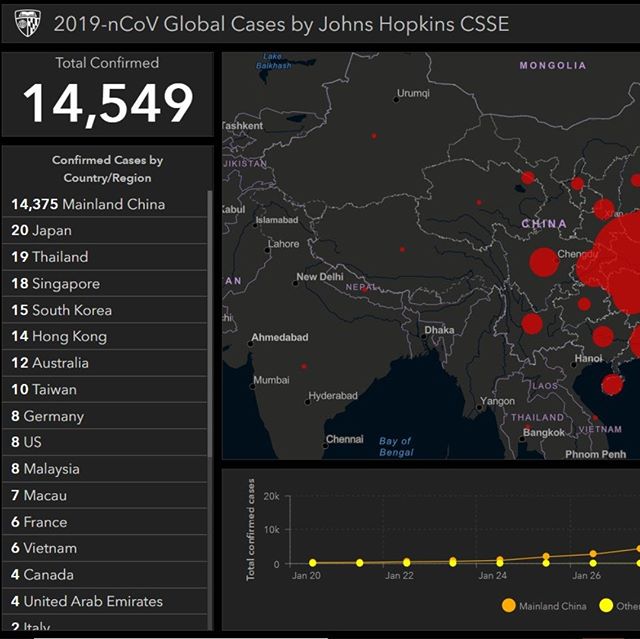 2019-nCoV Global Cases by Johns Hopkins CSSE
Total Confirmed
14,549
Confirmed Cases by
Country/Region
14,375 Mainland China
20 Japan
19 Thailand
18 Singapore
15 South Korea
14 Hong Kong
12 Australia
10 Taiwan
8 Germany
8 US
8 Malaysia
7 Macau
6 France
6 Vietnam
4 Canada
4 United Arab Emirates
2 Italy
Lake
Balkhash
MONGOLIA
Urumqi
Tashkent
JIKISTAN
Kabul
Islamabad
Lahore
AN
New Delhi
NEPAL
chi
Ahmedabad
Dhaka
Mumbai
Hyderabad
Chennai
Bay of
Bengal
CHINA
Xi'an
Chengdu
Hanoi
LAOS
Yangon
THAILAND
VIETNAM
Bangkok
Phnom Penh
Total confirmed cases
20k
10k
0
Jan 20
Jan 22
Jan 24
Jan 26
Mainland China
Othe